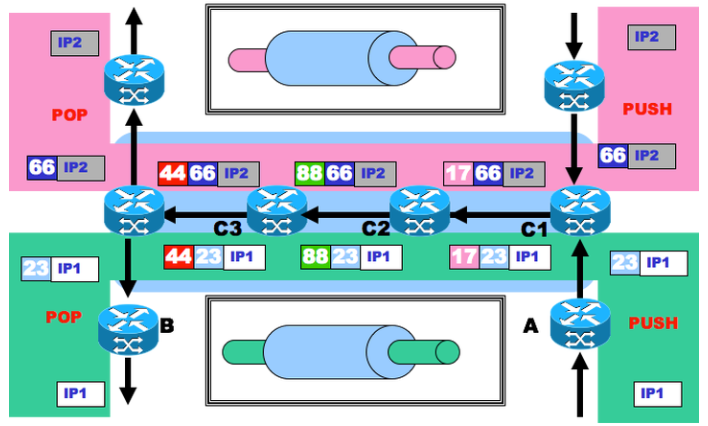 IP2 IP2
POP PUSH
66 IP2 44 66 IP2 88 66 IP2 17 66 IP2 66 IP2
C3 C2 C1
23 IP1 44 23 IP1 88 23 IP1 17 23 IP1 23 IP1
POP B A PUSH
IP1 IP1